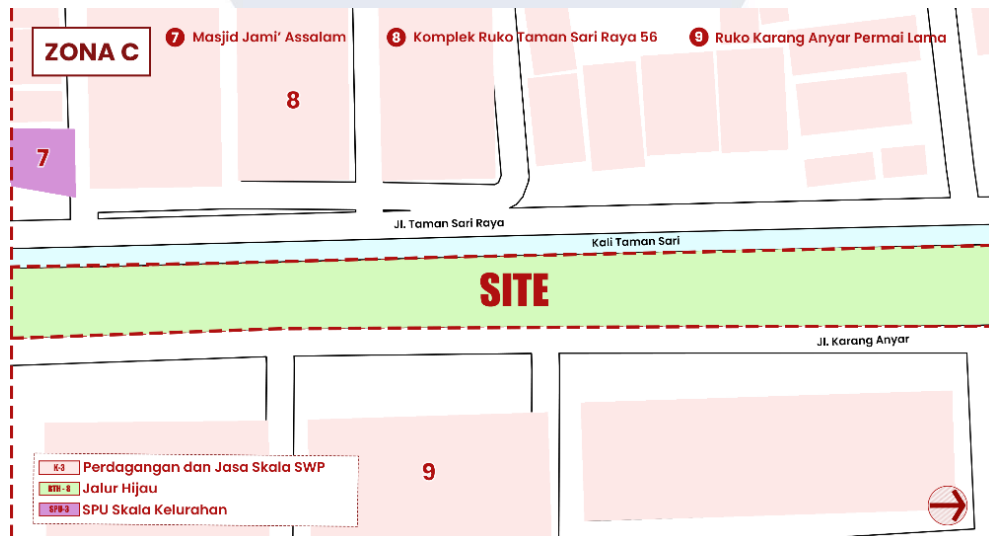 ZONA C
7 Masjid Jami' Assalam
8 Komplek Ruko Taman Sari Raya 56
9 Ruko Karang Anyar Permai Lama
8
7
Jl. Taman Sari Raya
Kali Taman Sari
SITE
Jl. Karang Anyar
9
K-3 Perdagangan dan Jasa Skala SWP
RTH - 8 Jalur Hijau
SPU-3 SPU Skala Kelurahan